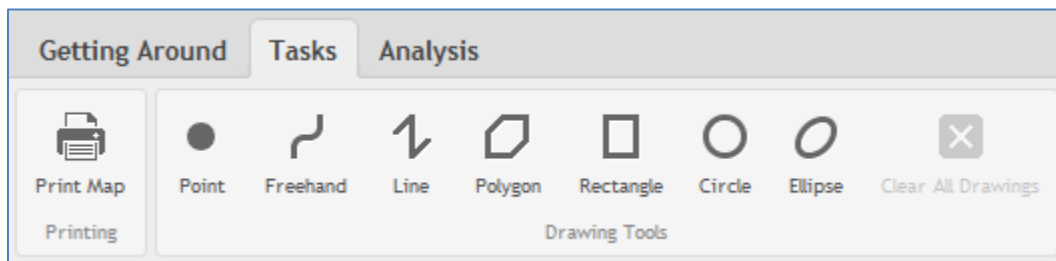 Getting Around Tasks Analysis
Print Map Point Freehand Line Polygon Rectangle Circle Ellipse Clear All Drawings
Printing Drawing Tools